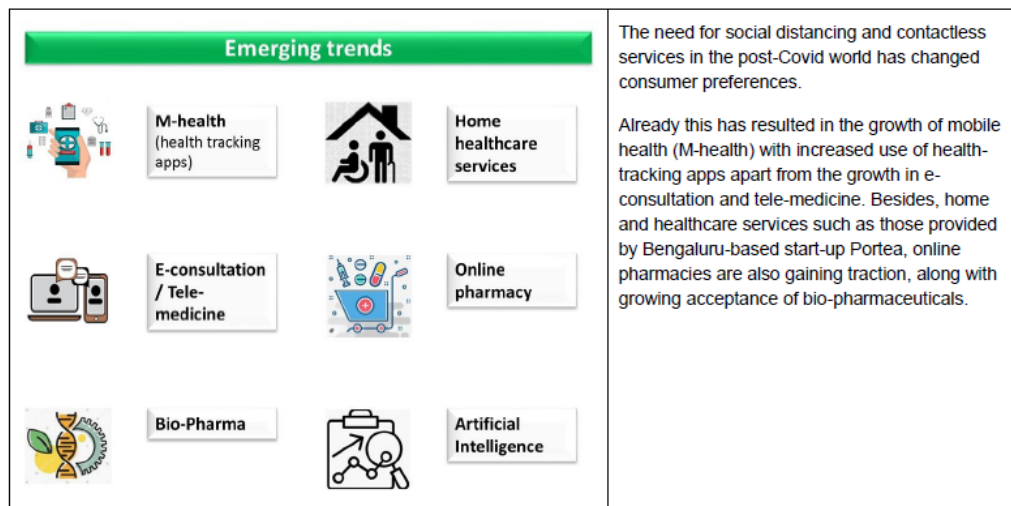 Emerging trends
M-health
(health tracking
apps)
Home
healthcare
services
E-consultation
/ Tele-
medicine
Online
pharmacy
Bio-Pharma
Artificial
Intelligence
The need for social distancing and contactless
services in the post-Covid world has changed
consumer preferences.
Already this has resulted in the growth of mobile
health (M-health) with increased use of health-
tracking apps apart from the growth in e-
consultation and tele-medicine. Besides, home
and healthcare services such as those provided
by Bengaluru-based start-up Portea, online
pharmacies are also gaining traction, along with
growing acceptance of bio-pharmaceuticals.